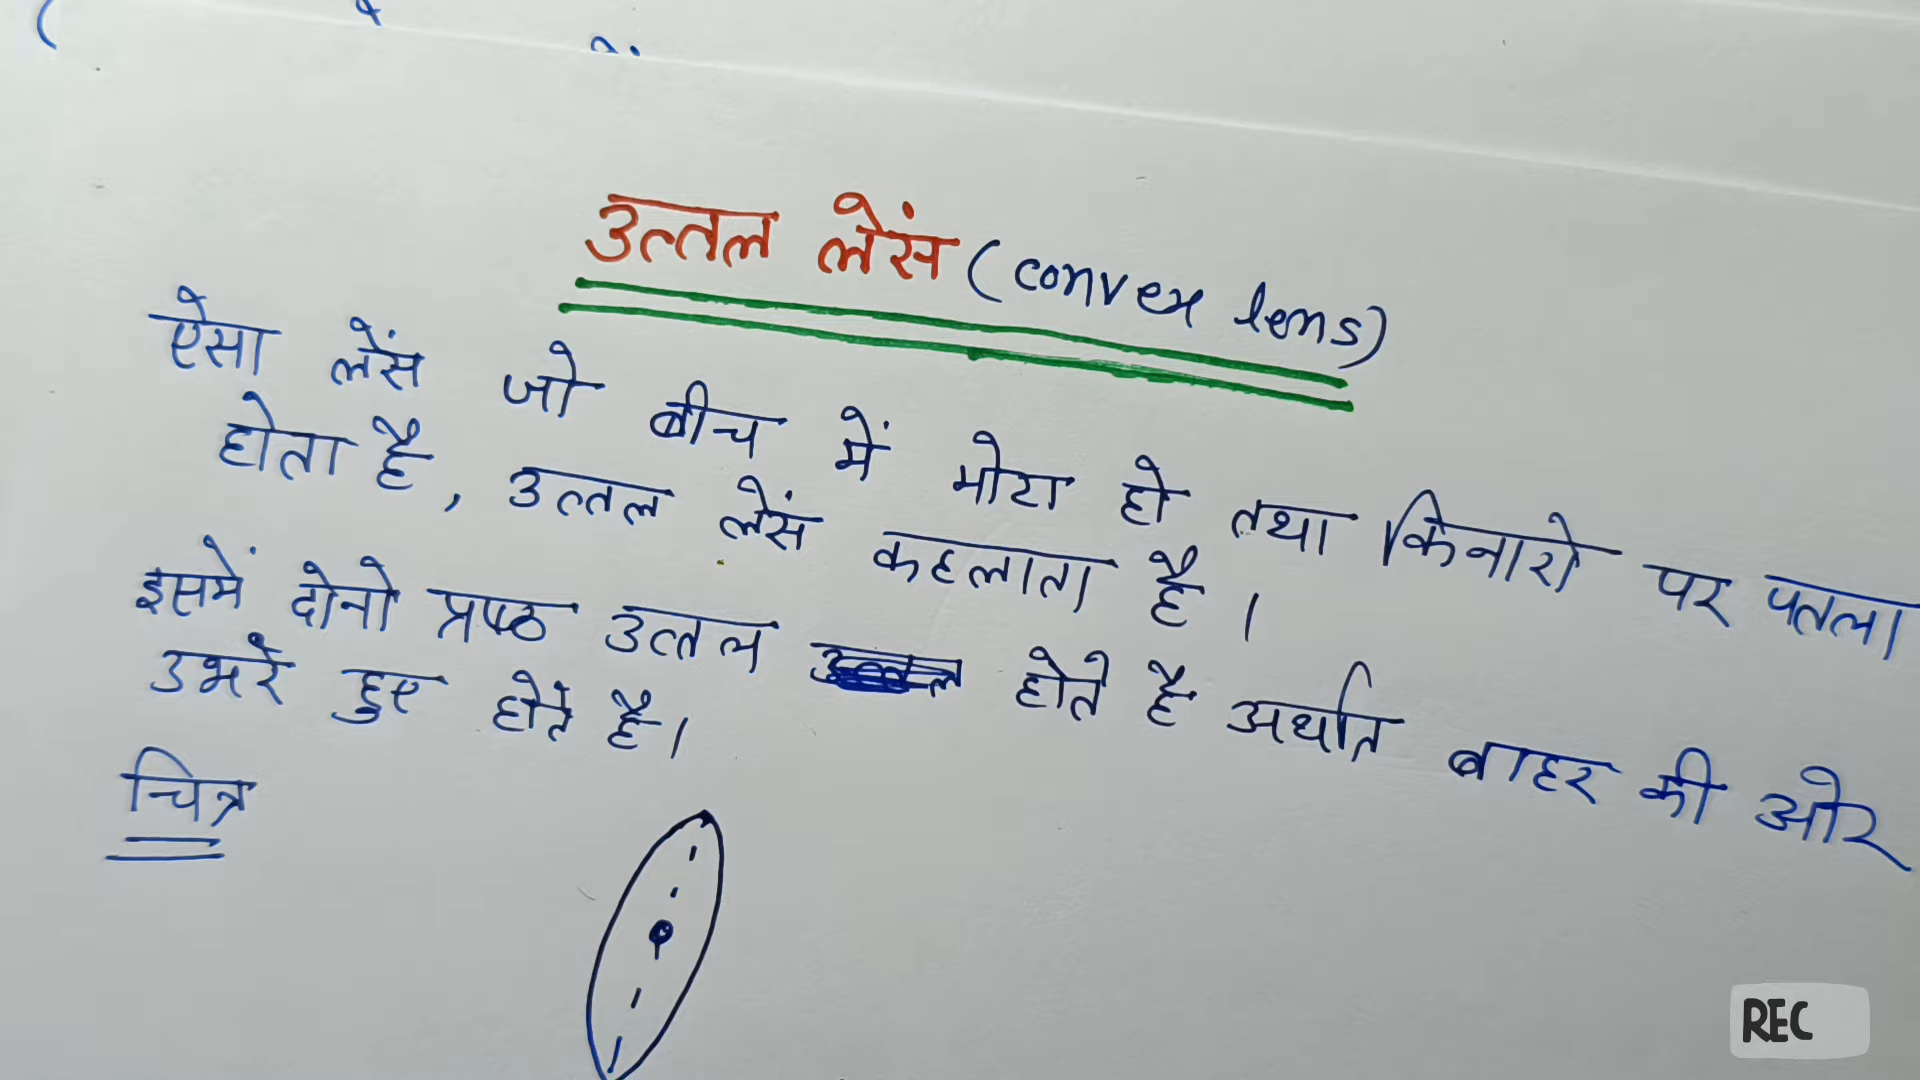 उत्तल लेंस (convex lens)
ऐसा लेंस जो बीच में मोटा हो तथा किनारो पर पतला
होता है, उत्तल लेंस कहलाता है।
इसमें दोनो प्रष्ठ उत्तल होते है अर्थात बाहर की ओर
उभरे हुए होते है।
चित्र
REC